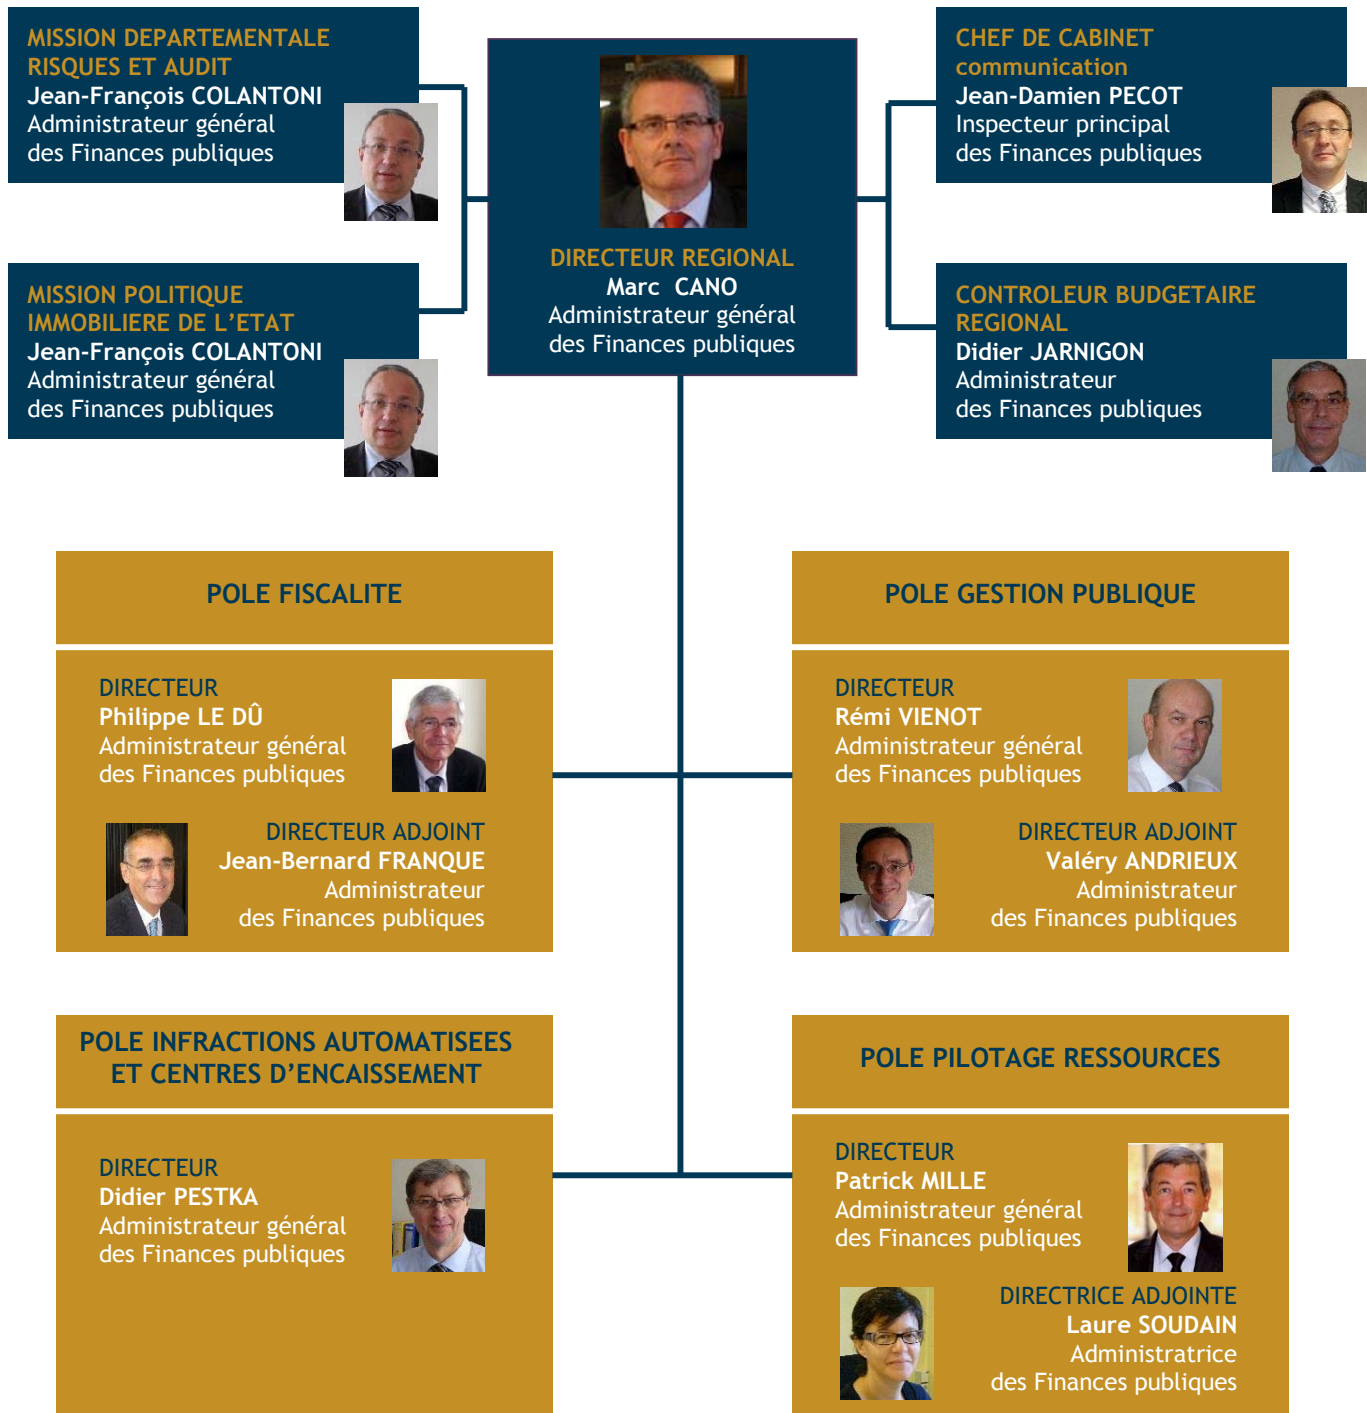 MISSION DEPARTEMENTALE
RISQUES ET AUDIT
Jean-François COLANTONI
Administrateur général
des Finances publiques
MISSION POLITIQUE
IMMOBILIERE DE L’ETAT
Jean-François COLANTONI
Administrateur général
des Finances publiques
DIRECTEUR REGIONAL
Marc CANO
Administrateur général
des Finances publiques
CHEF DE CABINET
communication
Jean-Damien PECOT
Inspecteur principal
des Finances publiques
CONTROLEUR BUDGETAIRE
REGIONAL
Didier JARNIGON
Administrateur
des Finances publiques
POLE FISCALITE
DIRECTEUR
Philippe LE DÛ
Administrateur général
des Finances publiques
DIRECTEUR ADJOINT
Jean-Bernard FRANQUE
Administrateur
des Finances publiques
POLE GESTION PUBLIQUE
DIRECTEUR
Rémi VIENOT
Administrateur général
des Finances publiques
DIRECTEUR ADJOINT
Valéry ANDRIEUX
Administrateur
des Finances publiques
POLE INFRACTIONS AUTOMATISEES
ET CENTRES D’ENCAISSEMENT
DIRECTEUR
Didier PESTKA
Administrateur général
des Finances publiques
POLE PILOTAGE RESSOURCES
DIRECTEUR
Patrick MILLE
Administrateur général
des Finances publiques
DIRECTRICE ADJOINTE
Laure SOUDAIN
Administratrice
des Finances publiques